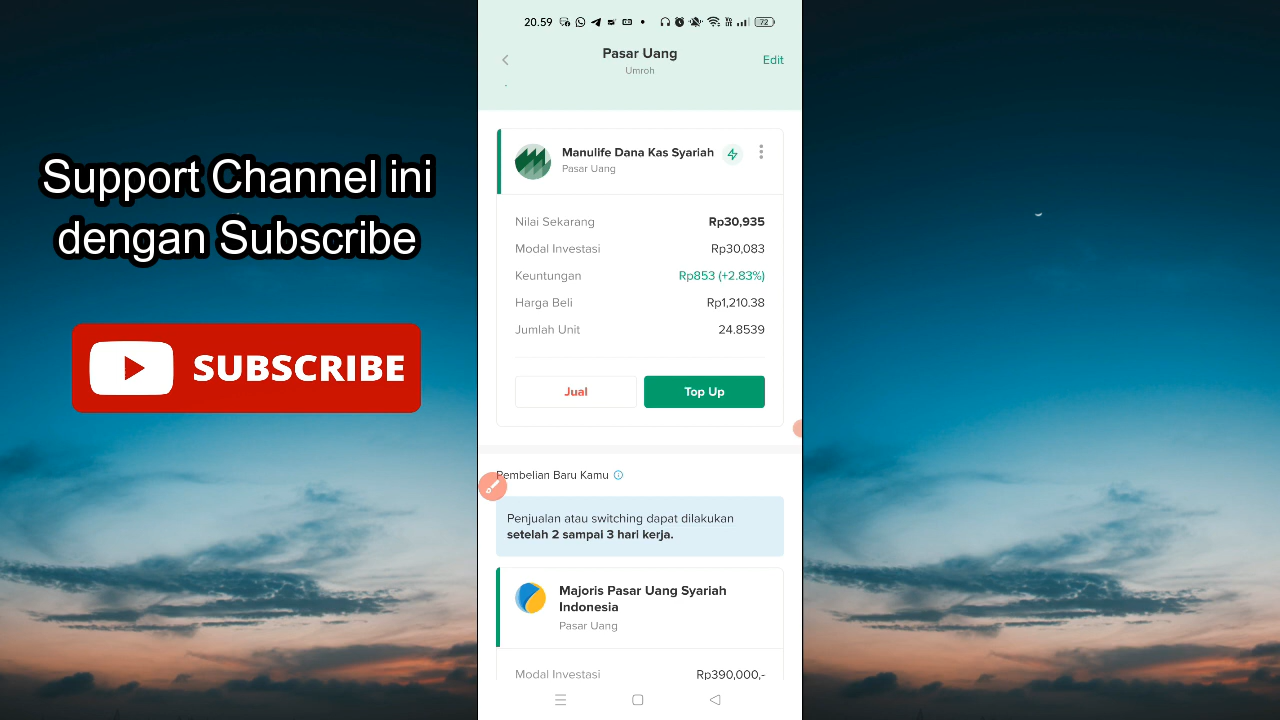 Support Channel ini
dengan Subscribe
SUBSCRIBE
20.59
72
Pasar Uang
Umroh
Edit
Manulife Dana Kas Syariah
Pasar Uang
Nilai Sekarang Rp30,935
Modal Investasi Rp30,083
Keuntungan Rp853 (+2.83%)
Harga Beli Rp1,210.38
Jumlah Unit 24.8539
Jual Top Up
Pembelian Baru Kamu
Penjualan atau switching dapat dilakukan
setelah 2 sampai 3 hari kerja.
Majoris Pasar Uang Syariah
Indonesia
Pasar Uang
Modal Investasi Rp390,000,-